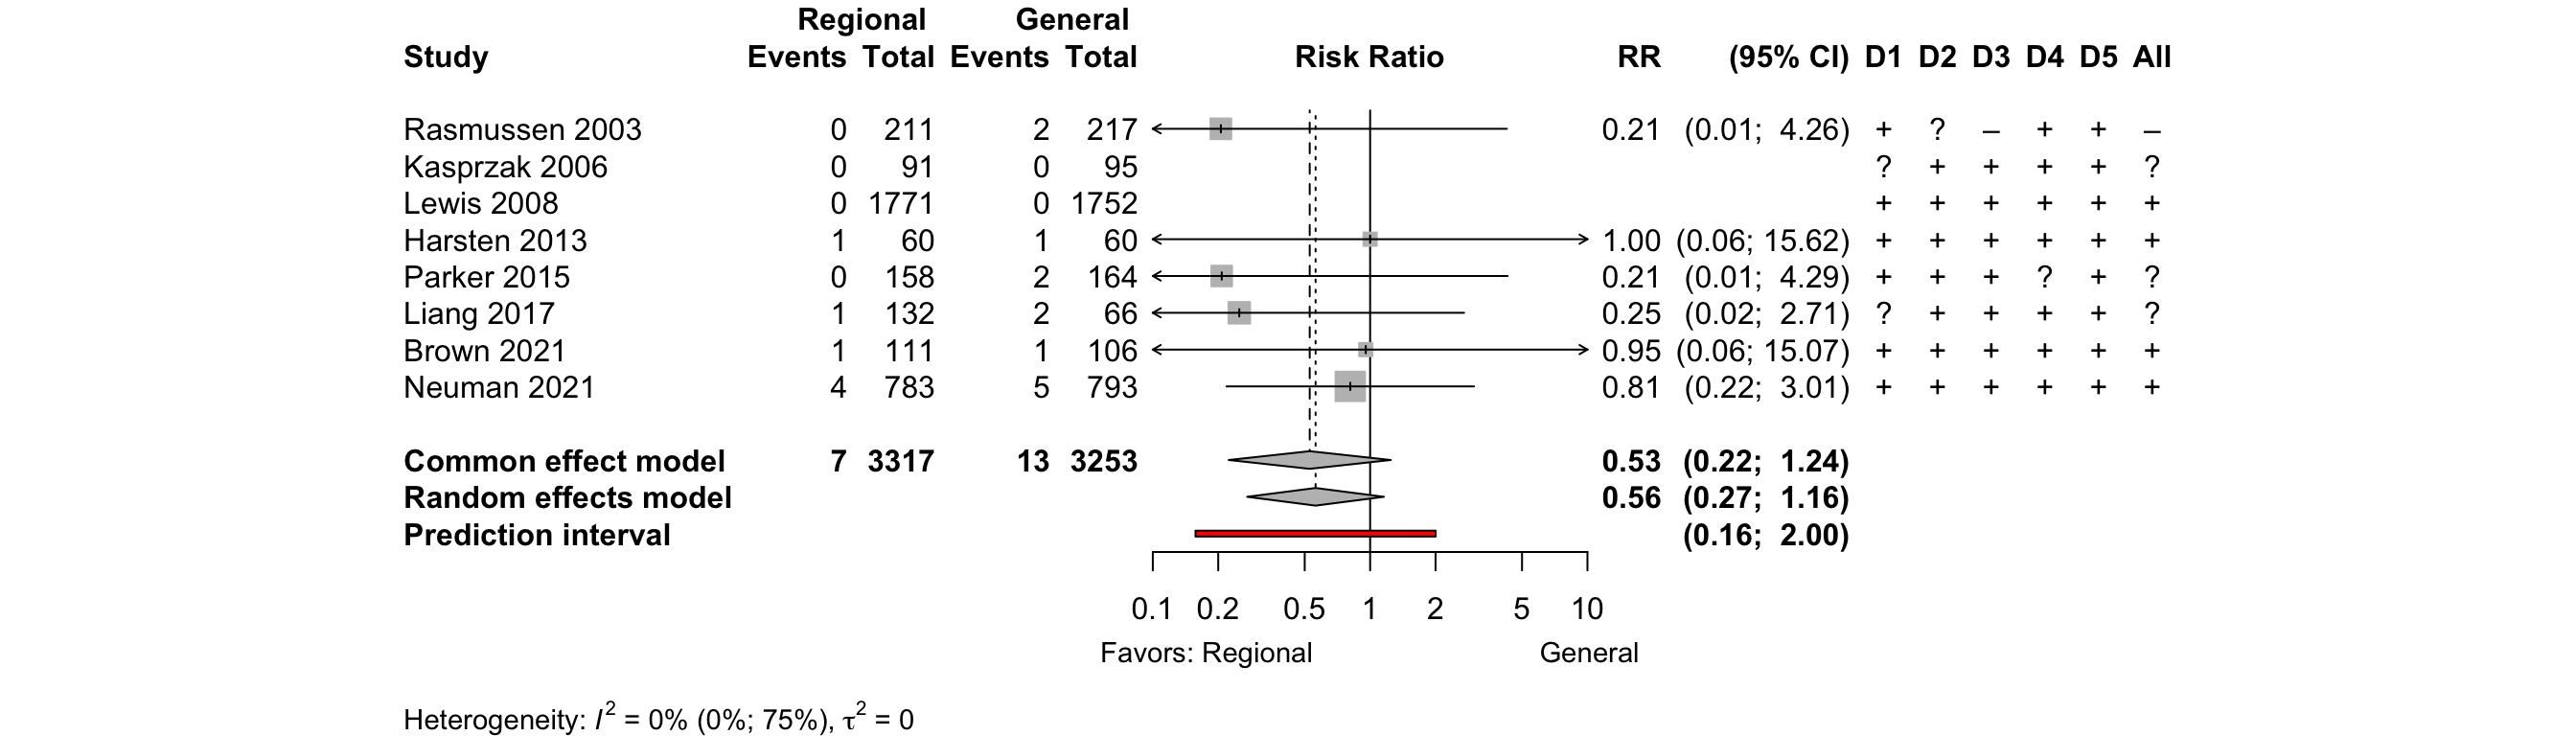 Regional General
Study Events Total Events Total Risk Ratio RR (95% CI) D1 D2 D3 D4 D5 All
Rasmussen 2003 0 211 2 217 0.21 (0.01; 4.26) + ? – + + –
Kasprzak 2006 0 91 0 95 ? + + + + ?
Lewis 2008 0 1771 0 1752 + + + + + +
Harsten 2013 1 60 1 60 1.00 (0.06; 15.62) + + + + + +
Parker 2015 0 158 2 164 0.21 (0.01; 4.29) + + + ? + ?
Liang 2017 1 132 2 66 0.25 (0.02; 2.71) ? + + + + ?
Brown 2021 1 111 1 106 0.95 (0.06; 15.07) + + + + + +
Neuman 2021 4 783 5 793 0.81 (0.22; 3.01) + + + + + +
Common effect model 7 3317 13 3253 0.53 (0.22; 1.24)
Random effects model 0.56 (0.27; 1.16)
Prediction interval (0.16; 2.00)
0.1 0.2 0.5 1 2 5 10
Favors: Regional General
Heterogeneity: I² = 0% (0%; 75%), τ² = 0